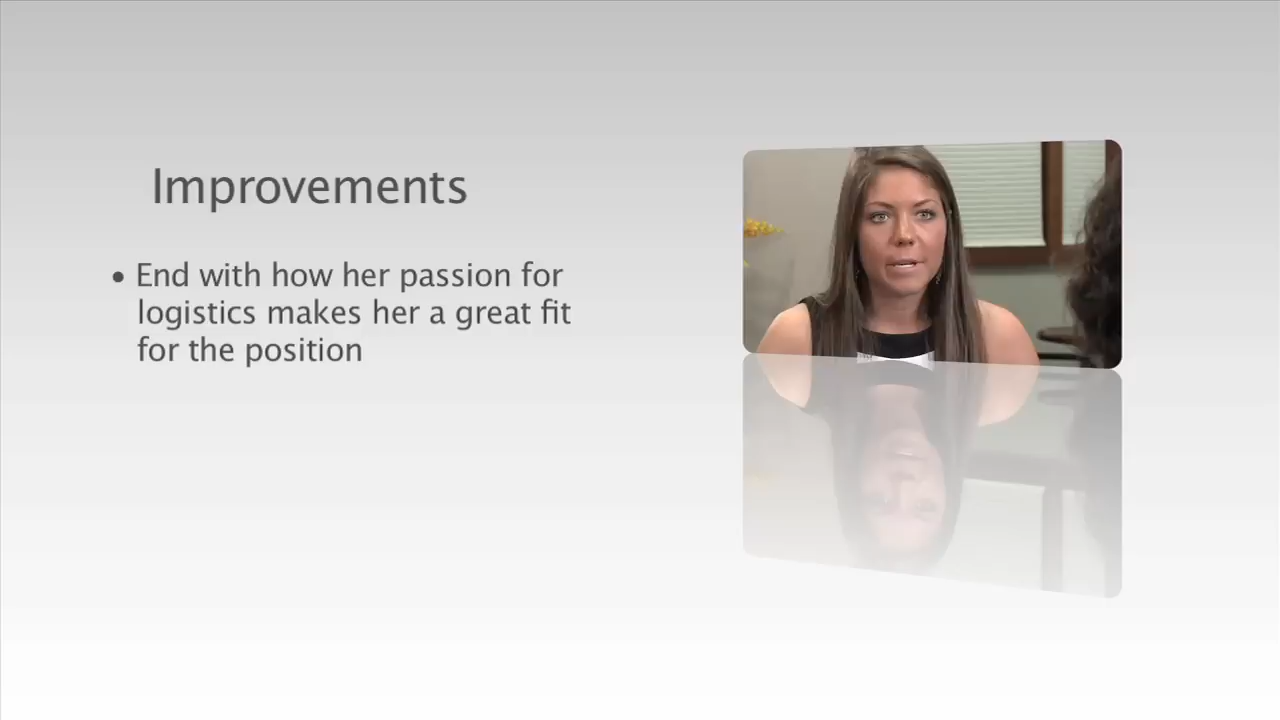 Improvements
• End with how her passion for
logistics makes her a great fit
for the position